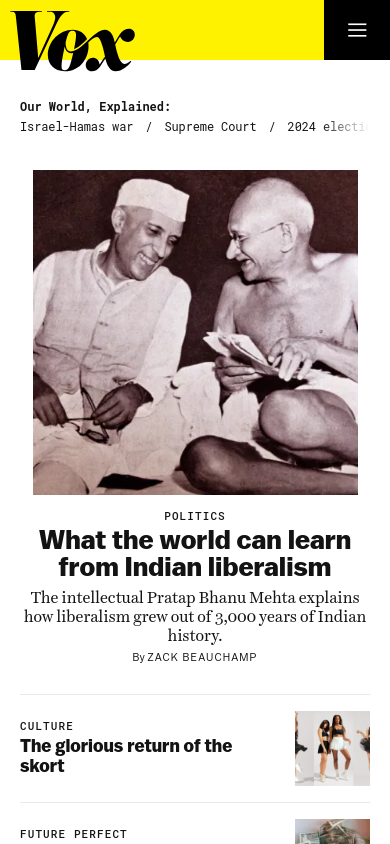 Vox
Our World, Explained:
Israel-Hamas war / Supreme Court / 2024 electi
POLITICS
What the world can learn
from Indian liberalism
The intellectual Pratap Bhanu Mehta explains
how liberalism grew out of 3,000 years of Indian
history.
By ZACK BEAUCHAMP
CULTURE
The glorious return of the
skort
FUTURE PERFECT